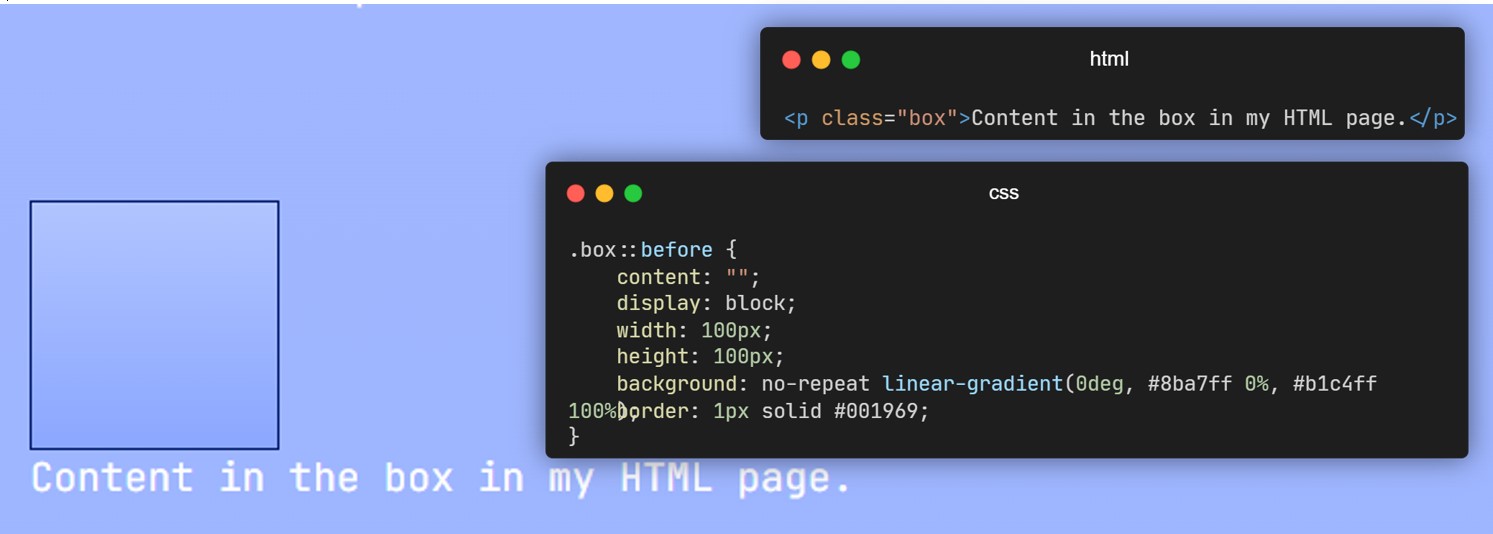 html
<p class="box">Content in the box in my HTML page.</p>
css
.box::before {
    content: "";
    display: block;
    width: 100px;
    height: 100px;
    background: no-repeat linear-gradient(0deg, #8ba7ff 0%, #b1c4ff
100%);
    border: 1px solid #001969;
}
Content in the box in my HTML page.